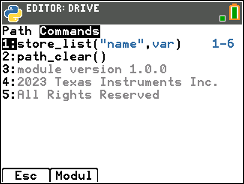 EDITOR: DRIVE
Path Commands
1:store_list("name",var) 1-6
2:path_clear()
3:module version 1.0.0
4:2023 Texas Instruments Inc.
5:All Rights Reserved
Esc Modul